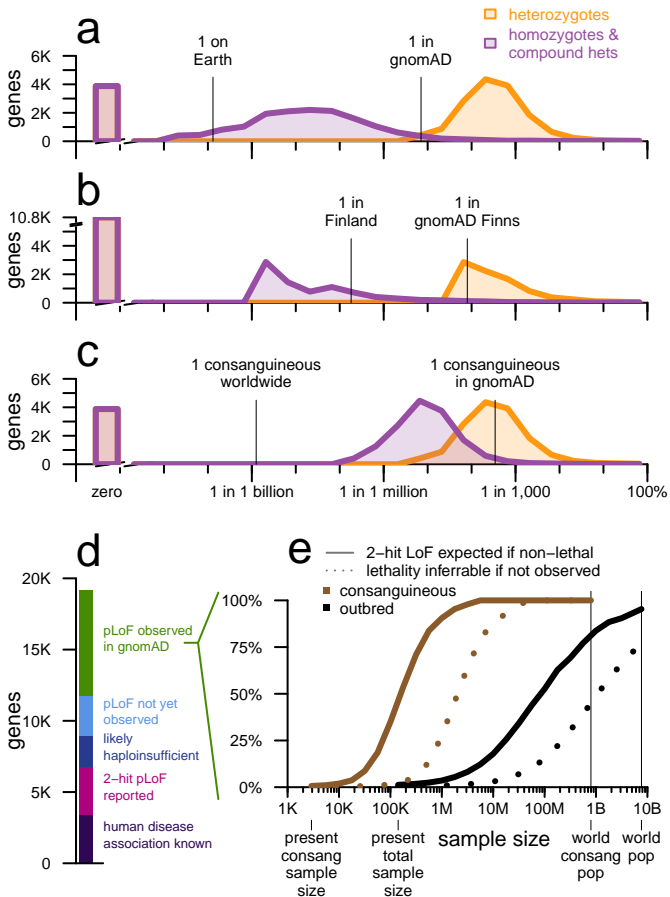 heterozygotes
homozygotes &
compound hets
a
1 on
Earth
1 in
gnomAD
6K
4K
2K
0
genes
b
1 in
Finland
1 in
gnomAD Finns
10.8K
4K
2K
0
genes
c
1 consanguineous
worldwide
1 consanguineous
in gnomAD
6K
4K
2K
0
genes
zero
1 in 1 billion
1 in 1 million
1 in 1,000
100%
d
20K
15K
10K
5K
0
genes
pLoF observed
in gnomAD
pLoF not yet
observed
likely
haploinsufficient
2−hit pLoF
reported
human disease
association known
e
2−hit LoF expected if non−lethal
lethality inferrable if not observed
consanguineous
outbred
100%
75%
50%
25%
0%
1K
10K
100K
1M
10M
100M
1B
10B
sample size
present
consang
sample
size
present
total
sample
size
world
consang
pop
world
pop